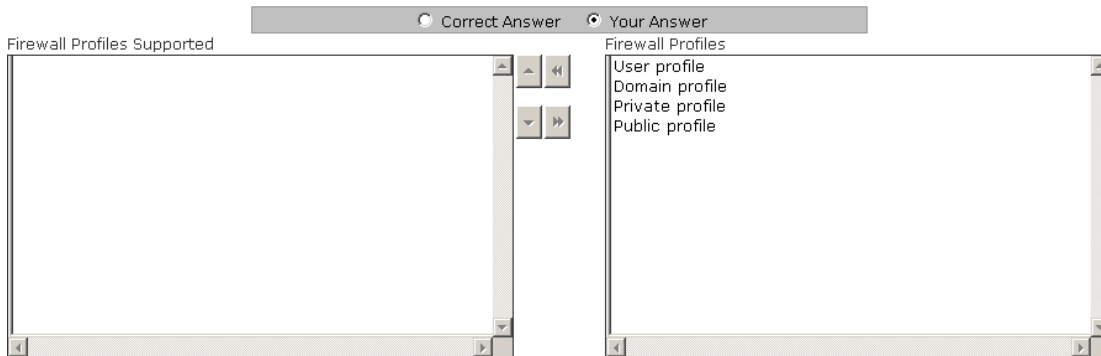 Correct Answer Your Answer
Firewall Profiles Supported
Firewall Profiles
User profile
Domain profile
Private profile
Public profile